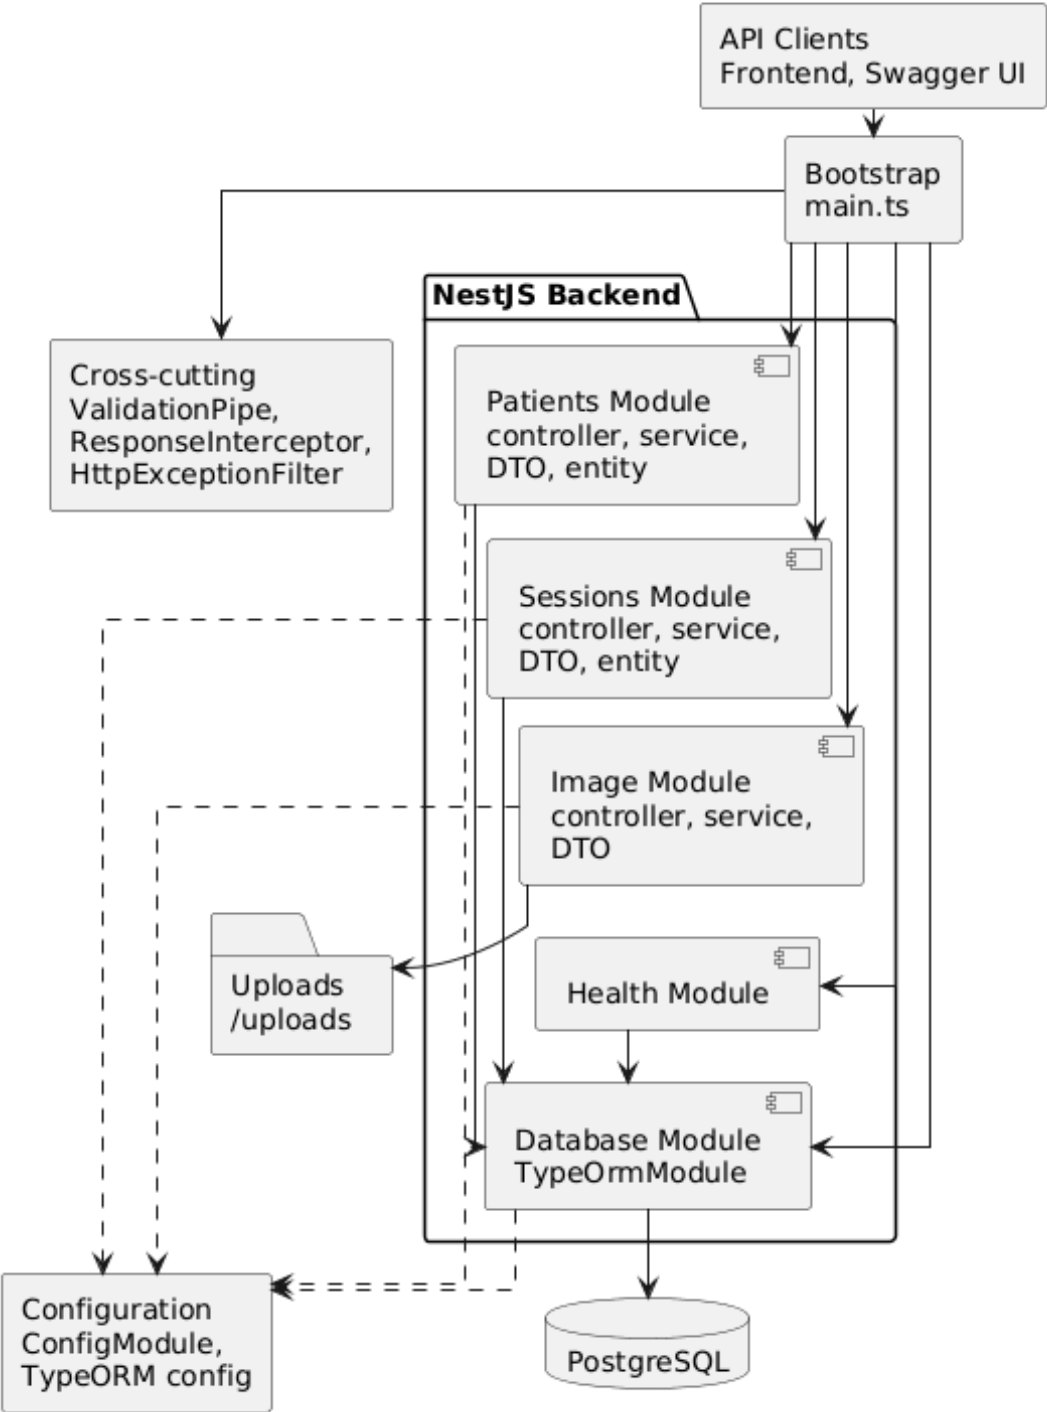 API Clients
Frontend, Swagger UI
Bootstrap
main.ts
NestJS Backend
Cross-cutting
ValidationPipe,
ResponseInterceptor,
HttpExceptionFilter
Patients Module
controller, service,
DTO, entity
Sessions Module
controller, service,
DTO, entity
Image Module
controller, service,
DTO
Uploads
/uploads
Health Module
Database Module
TypeOrmModule
Configuration
ConfigModule,
TypeORM config
PostgreSQL